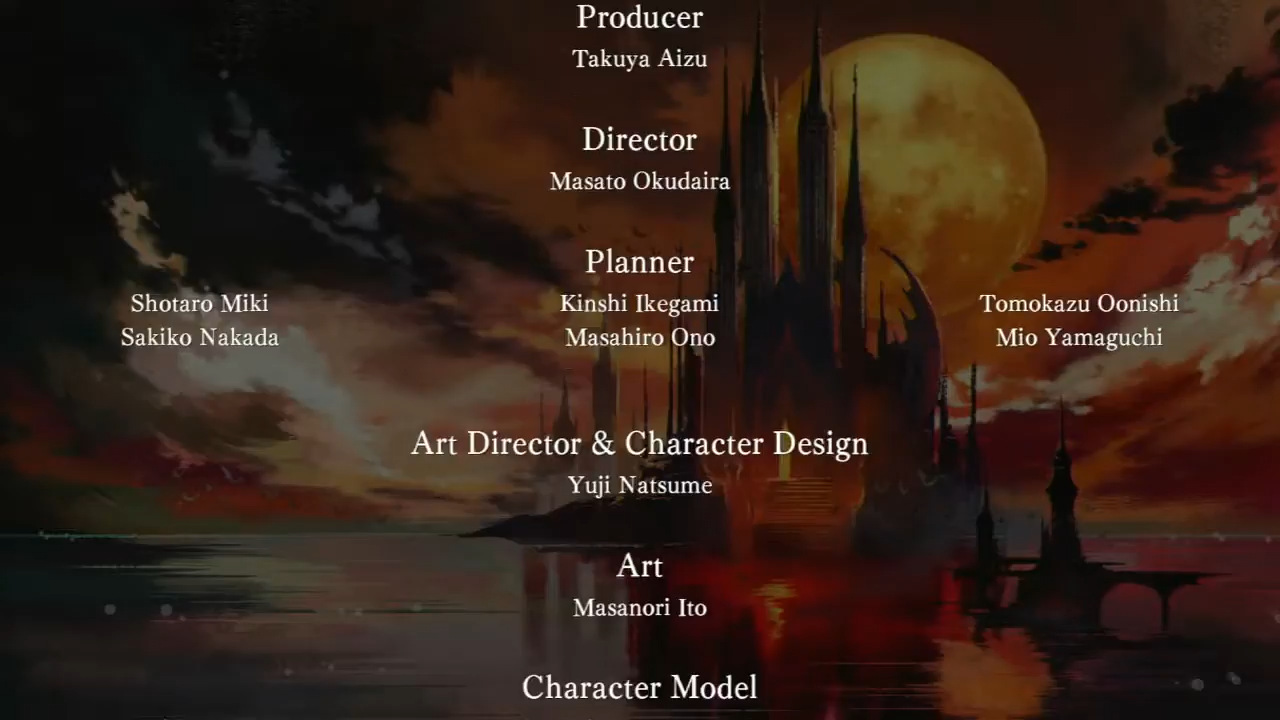 Producer
Takuya Aizu
Director
Masato Okudaira
Planner
Shotaro Miki Kinshi Ikegami Tomokazu Oonishi
Sakiko Nakada Masahiro Ono Mio Yamaguchi
Art Director & Character Design
Yuji Natsume
Art
Masanori Ito
Character Model